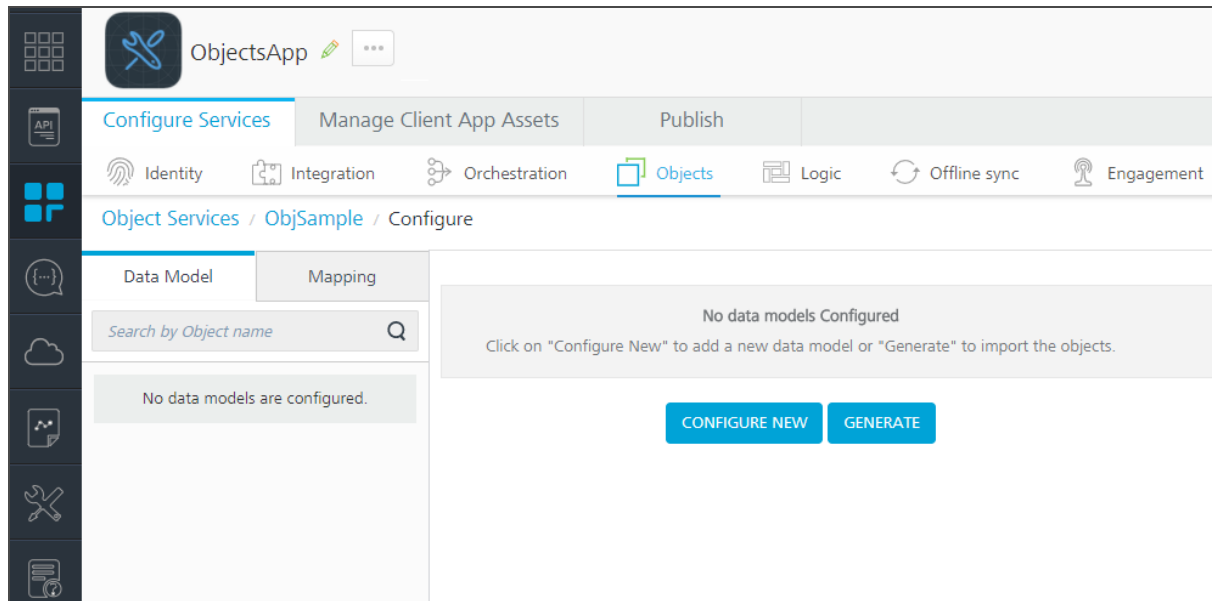 ObjectsApp
API
Configure Services Manage Client App Assets Publish
Identity Integration Orchestration Objects Logic Offline sync Engagement
Object Services / ObjSample / Configure
Data Model Mapping
Search by Object name
No data models are configured.
No data models Configured
Click on "Configure New" to add a new data model or "Generate" to import the objects.
CONFIGURE NEW GENERATE